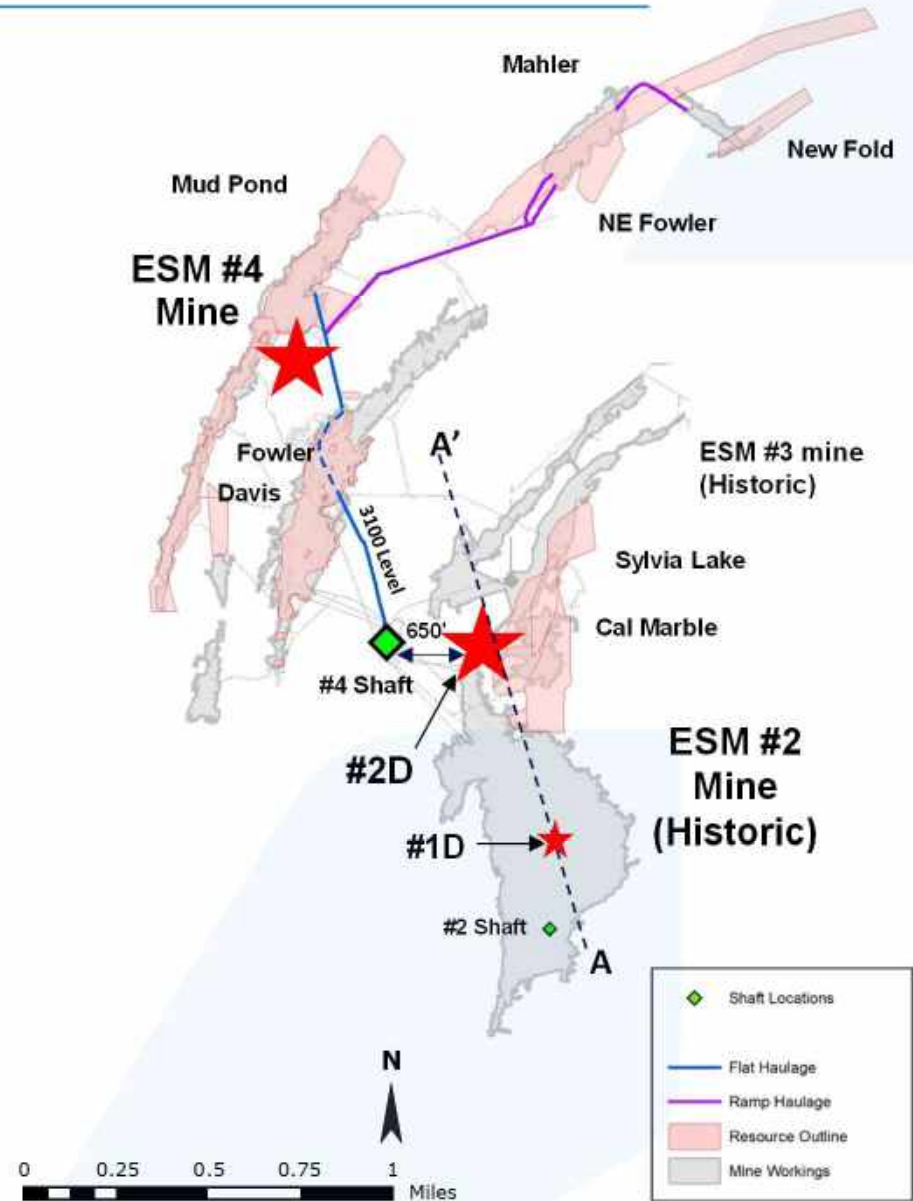 Mahler
New Fold
Mud Pond
NE Fowler
ESM #4
Mine
A'
Fowler
ESM #3 mine
(Historic)
Davis
3100 Level
Sylvia Lake
650'
Cal Marble
#4 Shaft
#2D
ESM #2
Mine
(Historic)
#1D
#2 Shaft
A
N
Shaft Locations
Flat Haulage
Ramp Haulage
Resource Outline
Mine Workings
0 0.25 0.5 0.75 1
Miles